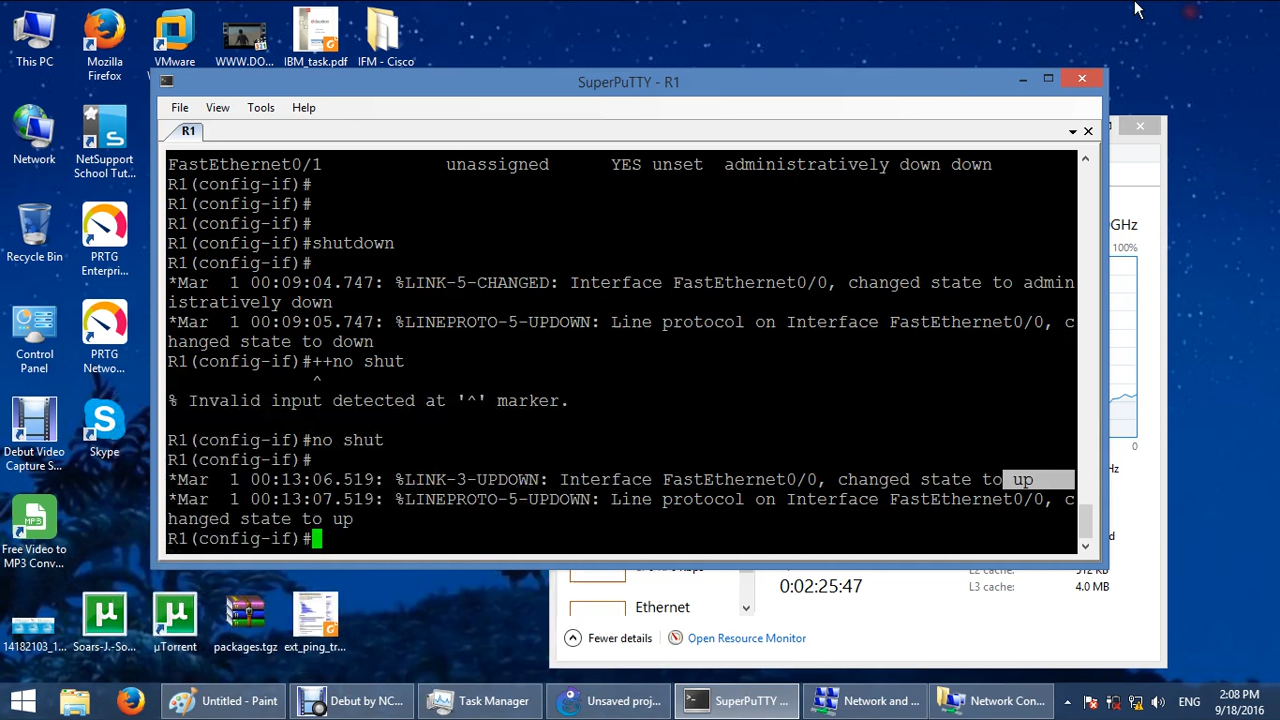 This PC
Mozilla
Firefox
VMware
WWW.DO...
IBM_task.pdf
IFM - Cisco
SuperPuTTY - R1
File View Tools Help
R1
Network
NetSupport
School Tut...
Recycle Bin
PRTG
Enterpri...
Control
Panel
PRTG
Networ...
Debut Video
Capture S...
Skype
Free Video to
MP3 Conv...
14182103_1...
Soars-J.-So...
µTorrent
packages.tgz
ext_ping_tr...
FastEthernet0/1 unassigned YES unset administratively down down
R1(config-if)#
R1(config-if)#
R1(config-if)#
R1(config-if)#shutdown
R1(config-if)#
*Mar 1 00:09:04.747: %LINK-5-CHANGED: Interface FastEthernet0/0, changed state to admin
istratively down
*Mar 1 00:09:05.747: %LINEPROTO-5-UPDOWN: Line protocol on Interface FastEthernet0/0, c
hanged state to down
R1(config-if)#++no shut
^
% Invalid input detected at '^' marker.
R1(config-if)#no shut
R1(config-if)#
*Mar 1 00:13:06.519: %LINK-3-UPDOWN: Interface FastEthernet0/0, changed state to up
*Mar 1 00:13:07.519: %LINEPROTO-5-UPDOWN: Line protocol on Interface FastEthernet0/0, c
hanged state to up
R1(config-if)#
GHz
100%
0
0:02:25:47
L2 cache:
L3 cache: 4.0 MB
Ethernet
Fewer details
Open Resource Monitor
Untitled - Paint
Debut by NC...
Task Manager
Unsaved proj...
SuperPuTTY ...
Network and ...
Network Con...
ENG
2:08 PM
9/18/2016